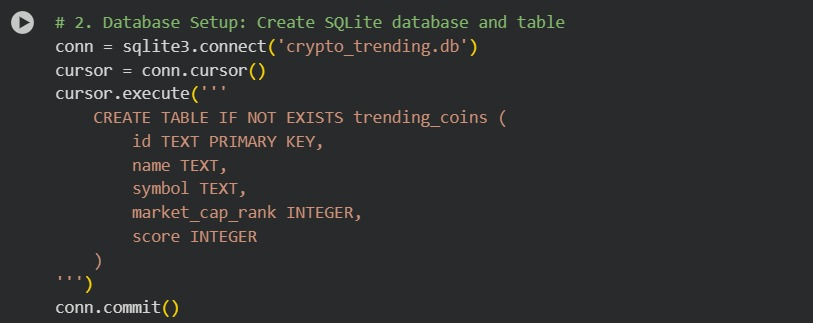 # 2. Database Setup: Create SQLite database and table
conn = sqlite3.connect('crypto_trending.db')
cursor = conn.cursor()
cursor.execute('''
    CREATE TABLE IF NOT EXISTS trending_coins (
        id TEXT PRIMARY KEY,
        name TEXT,
        symbol TEXT,
        market_cap_rank INTEGER,
        score INTEGER
    )
''')
conn.commit()